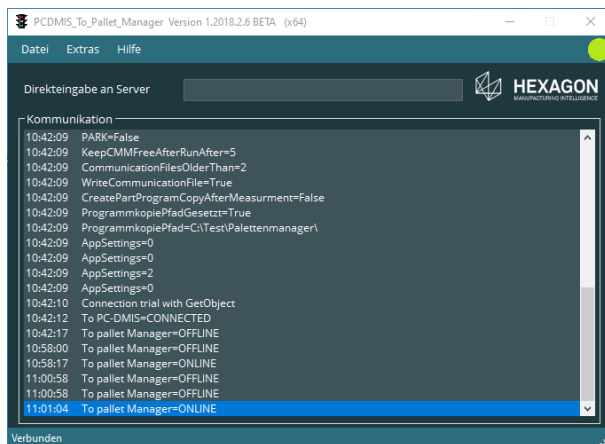 PCDMIS_To_Pallet_Manager Version 1.2018.2.6 BETA (x64)
Datei Extras Hilfe
Direkteingabe an Server
HEXAGON
MANUFACTURING INTELLIGENCE
Kommunikation
10:42:09 PARK=False
10:42:09 KeepCMMFreeAfterRunAfter=5
10:42:09 CommunicationFilesOlderThan=2
10:42:09 WriteCommunicationFile=True
10:42:09 CreatePartProgramCopyAfterMeasurment=False
10:42:09 ProgrammkopiePfadGesetzt=True
10:42:09 ProgrammkopiePfad=C:\Test\Palettenmanager\
10:42:09 AppSettings=0
10:42:09 AppSettings=0
10:42:09 AppSettings=2
10:42:09 AppSettings=0
10:42:10 Connection trial with GetObject
10:42:12 To PC-DMIS=CONNECTED
10:42:17 To pallet Manager=OFFLINE
10:58:00 To pallet Manager=OFFLINE
10:58:17 To pallet Manager=ONLINE
11:00:58 To pallet Manager=OFFLINE
11:00:58 To pallet Manager=OFFLINE
11:01:04 To pallet Manager=ONLINE
Verbunden